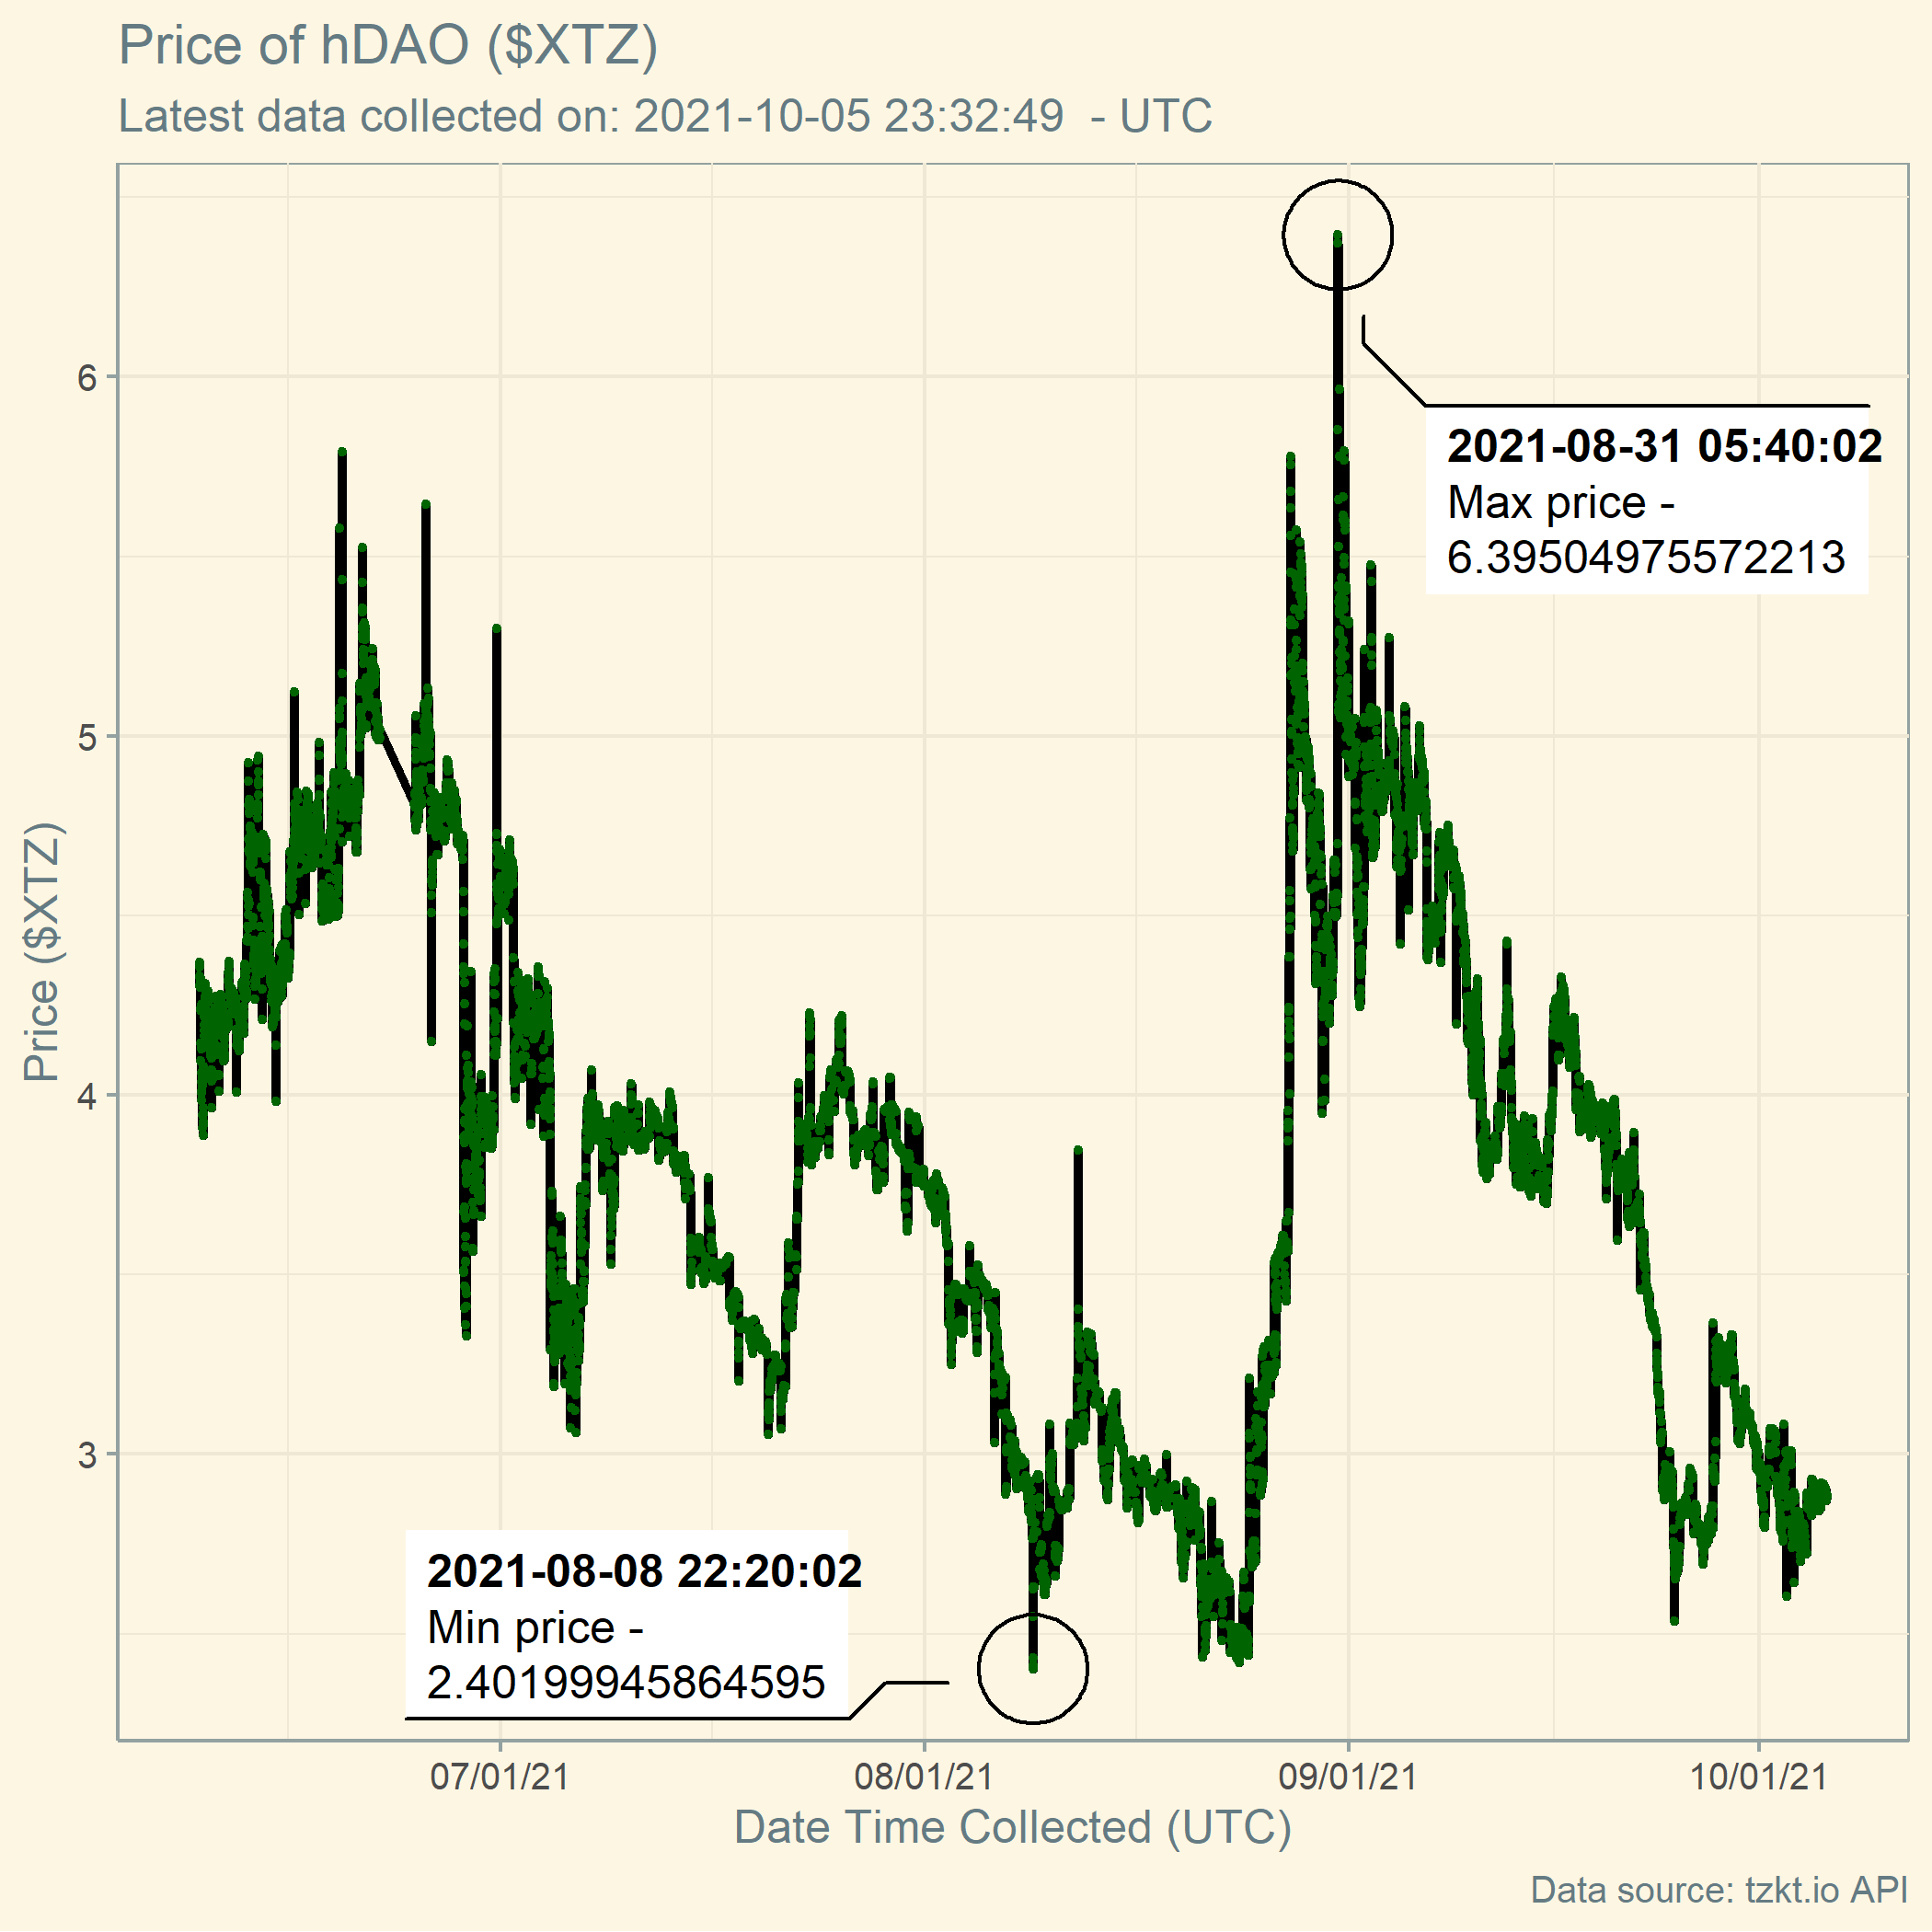 Price of hDAO ($XTZ)
Latest data collected on: 2021-10-05 23:32:49  - UTC
6
5
4
3
Price ($XTZ)
2021-08-31 05:40:02
Max price -
6.39504975572213
2021-08-08 22:20:02
Min price -
2.40199945864595
07/01/21
08/01/21
09/01/21
10/01/21
Date Time Collected (UTC)
Data source: tzkt.io API